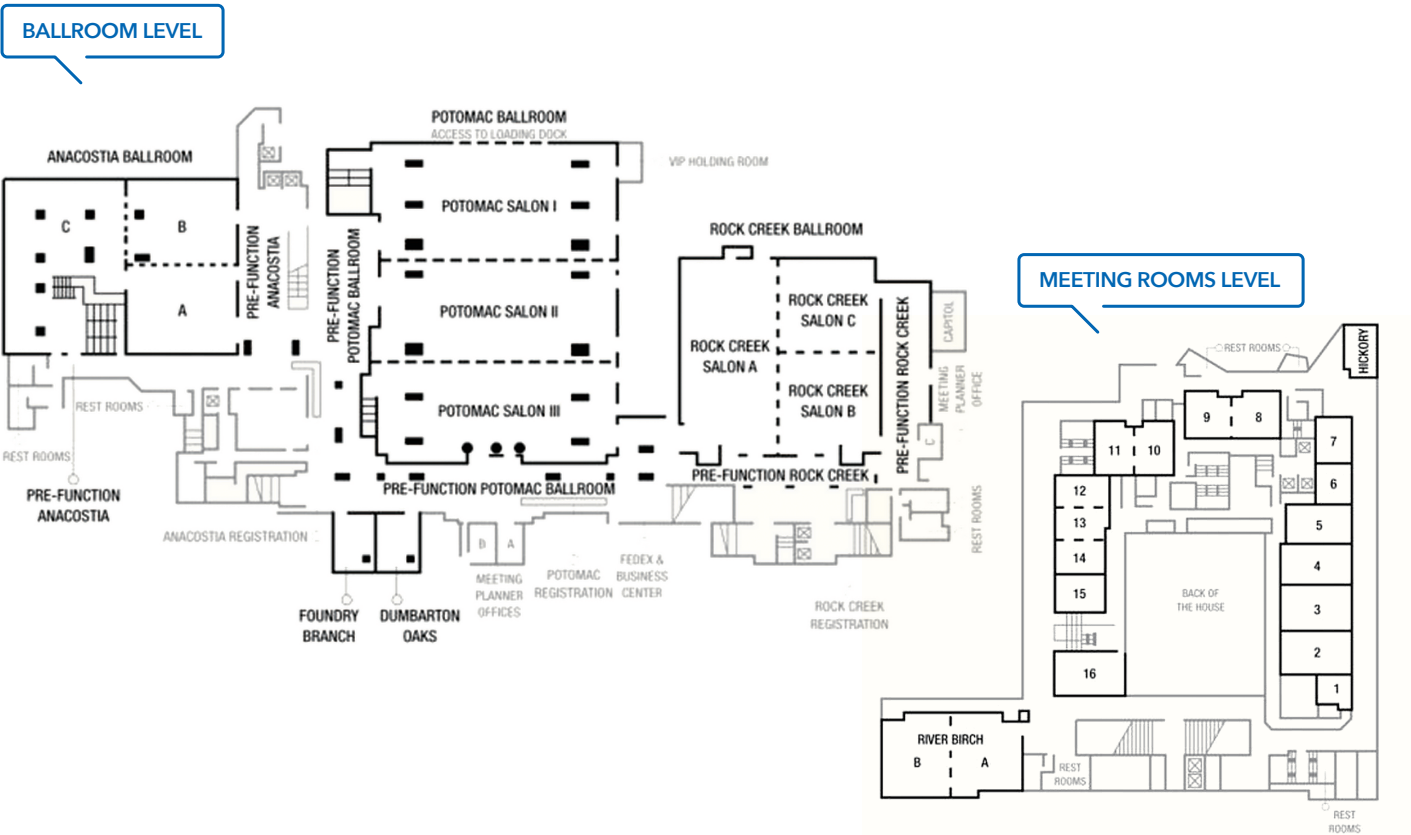 BALLROOM LEVEL
POTOMAC BALLROOM
ACCESS TO LOADING DOCK
ANACOSTIA BALLROOM
VIP HOLDING ROOM
C
B
A
PRE-FUNCTION
ANACOSTIA
PRE-FUNCTION
POTOMAC BALLROOM
POTOMAC SALON I
POTOMAC SALON II
POTOMAC SALON III
ROCK CREEK BALLROOM
ROCK CREEK
SALON A
ROCK CREEK
SALON C
ROCK CREEK
SALON B
PRE-FUNCTION ROCK CREEK
CAPITOL
MEETING
PLANNER
OFFICE
C
REST ROOMS
REST ROOMS
PRE-FUNCTION
ANACOSTIA
PRE-FUNCTION POTOMAC BALLROOM
PRE-FUNCTION ROCK CREEK
REST ROOMS
ANACOSTIA REGISTRATION
B
A
MEETING
PLANNER
OFFICES
POTOMAC
REGISTRATION
FEDEX &
BUSINESS
CENTER
FOUNDRY
BRANCH
DUMBARTON
OAKS
ROCK CREEK
REGISTRATION
MEETING ROOMS LEVEL
REST ROOMS
HICKORY
9
8
7
11
10
6
12
13
5
14
4
15
BACK OF
THE HOUSE
3
2
16
1
RIVER BIRCH
B
A
REST
ROOMS
REST
ROOMS